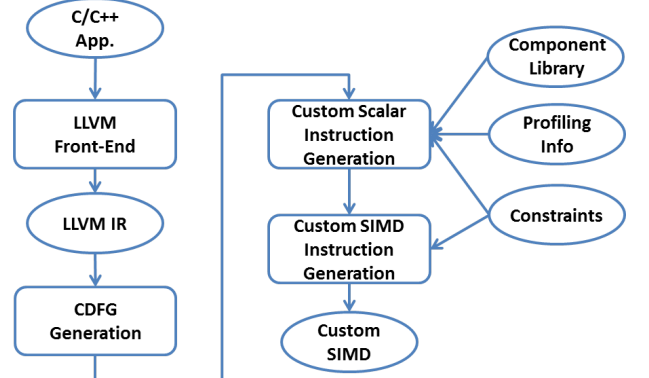 C/C++
App.
LLVM
Front-End
LLVM IR
CDFG
Generation
Custom Scalar
Instruction
Generation
Custom SIMD
Instruction
Generation
Custom
SIMD
Component
Library
Profiling
Info
Constraints